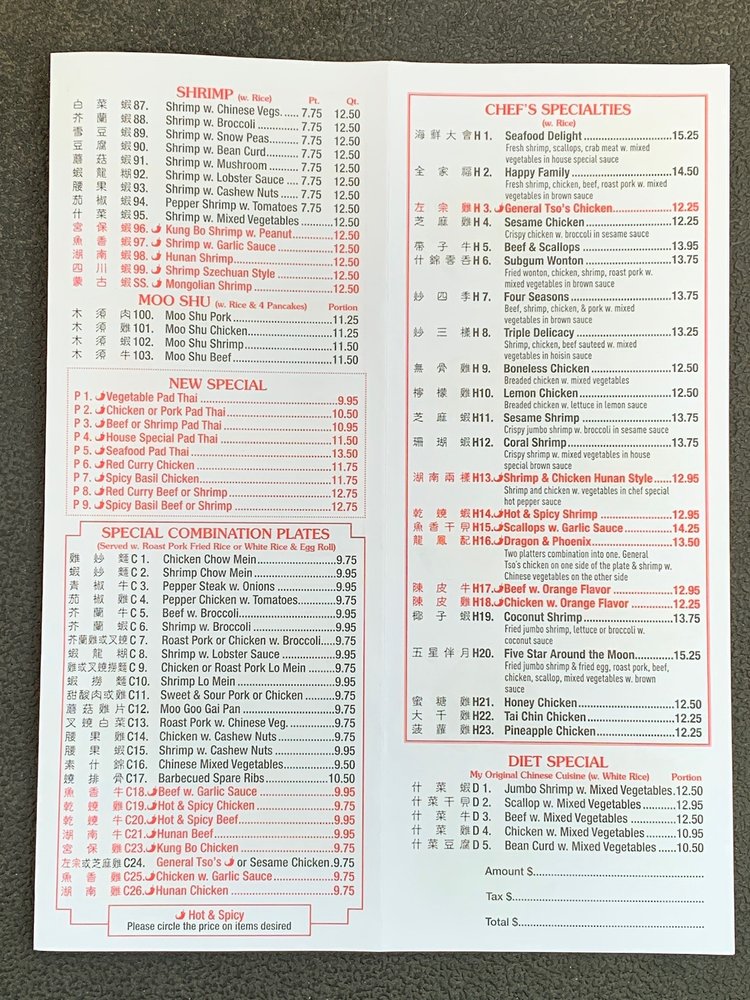 SHRIMP (w. Rice) Pt. Qt.
白菜蝦 87. Shrimp w. Chinese Vegs. ..... 7.75 12.50
芥蘭蝦 88. Shrimp w. Broccoli ............. 7.75 12.50
雪豆蝦 89. Shrimp w. Snow Peas.......... 7.75 12.50
豆腐蝦 90. Shrimp w. Bean Curd........... 7.75 12.50
蘑菇蝦 91. Shrimp w. Mushroom ......... 7.75 12.50
蝦龍糊 92. Shrimp w. Lobster Sauce .... 7.75 12.50
腰果蝦 93. Shrimp w. Cashew Nuts ...... 7.75 12.50
茄椒蝦 94. Pepper Shrimp w. Tomatoes 7.75 12.50
什菜蝦 95. Shrimp w. Mixed Vegetables ........... 12.50
宮保蝦 96. Kung Bo Shrimp w. Peanut............. 12.50
魚香蝦 97. Shrimp w. Garlic Sauce .................. 12.50
湖南蝦 98. Hunan Shrimp................................ 12.50
四川蝦 99. Shrimp Szechuan Style ................. 12.50
蒙古蝦 SS. Mongolian Shrimp ......................... 12.50
MOO SHU (w. Rice & 4 Pancakes) Portion
木須肉 100. Moo Shu Pork.............................11.25
木須雞 101. Moo Shu Chicken.........................11.25
木須蝦 102. Moo Shu Shrimp .........................11.50
木須牛 103. Moo Shu Beef..............................11.50
NEW SPECIAL
P 1. Vegetable Pad Thai ........................................ 9.95
P 2. Chicken or Pork Pad Thai ............................... 10.50
P 3. Beef or Shrimp Pad Thai ................................ 10.95
P 4. House Special Pad Thai ................................. 11.50
P 5. Seafood Pad Thai .......................................... 13.50
P 6. Red Curry Chicken ........................................ 11.75
P 7. Spicy Basil Chicken........................................ 11.75
P 8. Red Curry Beef or Shrimp .............................. 12.75
P 9. Spicy Basil Beef or Shrimp ............................. 12.75
SPECIAL COMBINATION PLATES
(Served w. Roast Pork Fried Rice or White Rice & Egg Roll)
雞炒麵 C 1. Chicken Chow Mein .........................9.75
蝦炒麵 C 2. Shrimp Chow Mein ..........................9.95
青椒牛 C 3. Pepper Steak w. Onions ..................9.95
茄椒雞 C 4. Pepper Chicken w. Tomatoes...........9.75
芥蘭牛 C 5. Beef w. Broccoli..............................9.95
芥蘭蝦 C 6. Shrimp w. Broccoli .........................9.95
芥蘭雞或叉燒 C 7. Roast Pork or Chicken w. Broccoli.....9.75
蝦龍糊 C 8. Shrimp w. Lobster Sauce ................9.95
雞或叉燒撈麵 C 9. Chicken or Roast Pork Lo Mein ........9.75
蝦撈麵 C10. Shrimp Lo Mein .............................9.95
甜酸肉或雞 C11. Sweet & Sour Pork or Chicken .........9.75
蘑菇雞片 C12. Moo Goo Gai Pan .........................9.75
叉燒白菜 C13. Roast Pork w. Chinese Veg. .............9.75
腰果雞 C14. Chicken w. Cashew Nuts ................9.75
腰果蝦 C15. Shrimp w. Cashew Nuts .................9.95
素什錦 C16. Chinese Mixed Vegetables..............9.50
燒排骨 C17. Barbecued Spare Ribs..................10.50
魚香牛 C18. Beef w. Garlic Sauce .....................9.95
乾燒雞 C19. Hot & Spicy Chicken .....................9.75
乾燒牛 C20. Hot & Spicy Beef..........................9.95
湖南牛 C21. Hunan Beef..................................9.95
宮保雞 C23. Kung Bo Chicken .........................9.75
左宗或芝麻雞 C24. General Tso's or Sesame Chicken .9.75
魚香雞 C25. Chicken w. Garlic Sauce ................9.75
湖南雞 C26. Hunan Chicken ............................9.75
Hot & Spicy
Please circle the price on items desired
CHEF'S SPECIALTIES
(w. Rice)
海鮮大會 H 1. Seafood Delight ..........................15.25
Fresh shrimp, scallops, crab meat w. mixed
vegetables in house special sauce
全家福 H 2. Happy Family ..............................14.50
Fresh shrimp, chicken, beef, roast pork w. mixed
vegetables in brown sauce
左宗雞 H 3. General Tso's Chicken..................12.25
芝麻雞 H 4. Sesame Chicken ..........................12.25
Crispy chicken w. broccoli in sesame sauce
帶子牛 H 5. Beef & Scallops ...........................13.95
什錦雲吞 H 6. Subgum Wonton ..........................13.75
Fried wonton, chicken, shrimp, roast pork w.
mixed vegetables in brown sauce
炒四季 H 7. Four Seasons ..............................13.75
Beef, shrimp, chicken, & pork w. mixed
vegetables in brown sauce
炒三樣 H 8. Triple Delicacy ............................13.25
Shrimp, chicken, beef sauteed w. mixed
vegetables in hoisin sauce
無骨雞 H 9. Boneless Chicken ........................12.50
Breaded chicken w. mixed vegetables
檸檬雞 H10. Lemon Chicken............................12.50
Breaded chicken w. lettuce in lemon sauce
芝麻蝦 H11. Sesame Shrimp ...........................13.75
Crispy jumbo shrimp w. broccoli in sesame sauce
珊瑚蝦 H12. Coral Shrimp...............................13.75
Crispy shrimp w. mixed vegetables in house
special brown sauce
湖南兩樣 H13. Shrimp & Chicken Hunan Style......12.95
Shrimp and chicken w. vegetables in chef special
hot pepper sauce
乾燒蝦 H14. Hot & Spicy Shrimp .....................12.95
魚香干貝 H15. Scallops w. Garlic Sauce ..............14.25
龍鳳配 H16. Dragon & Phoenix........................13.50
Two platters combination into one. General
Tso's chicken on one side of the plate & shrimp w.
Chinese vegetables on the other side
陳皮牛 H17. Beef w. Orange Flavor ..................12.95
陳皮雞 H18. Chicken w. Orange Flavor .............12.25
椰子蝦 H19. Coconut Shrimp ..........................13.75
Fried jumbo shrimp, lettuce or broccoli w.
coconut sauce
五星伴月 H20. Five Star Around the Moon............15.25
Fried jumbo shrimp & fried egg, roast pork, beef,
chicken, scallop, mixed vegetables w. brown
sauce
蜜糖雞 H21. Honey Chicken............................12.50
大千雞 H22. Tai Chin Chicken .........................12.25
菠蘿雞 H23. Pineapple Chicken.......................12.25
DIET SPECIAL
My Original Chinese Cuisine (w. White Rice) Portion
什菜蝦 D 1. Jumbo Shrimp w. Mixed Vegetables.12.50
什菜干貝 D 2. Scallop w. Mixed Vegetables ..........12.95
什菜牛 D 3. Beef w. Mixed Vegetables ..............12.50
什菜雞 D 4. Chicken w. Mixed Vegetables .........10.95
什菜豆腐 D 5. Bean Curd w. Mixed Vegetables ......10.50
Amount $..........................................
Tax $..........................................
Total $..........................................